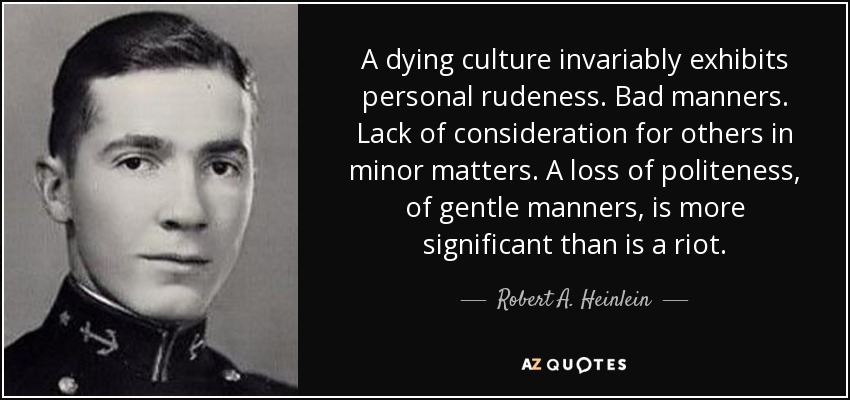 A dying culture invariably exhibits
personal rudeness. Bad manners.
Lack of consideration for others in
minor matters. A loss of politeness,
of gentle manners, is more
significant than is a riot.
Robert A. Heinlein
AZ QUOTES